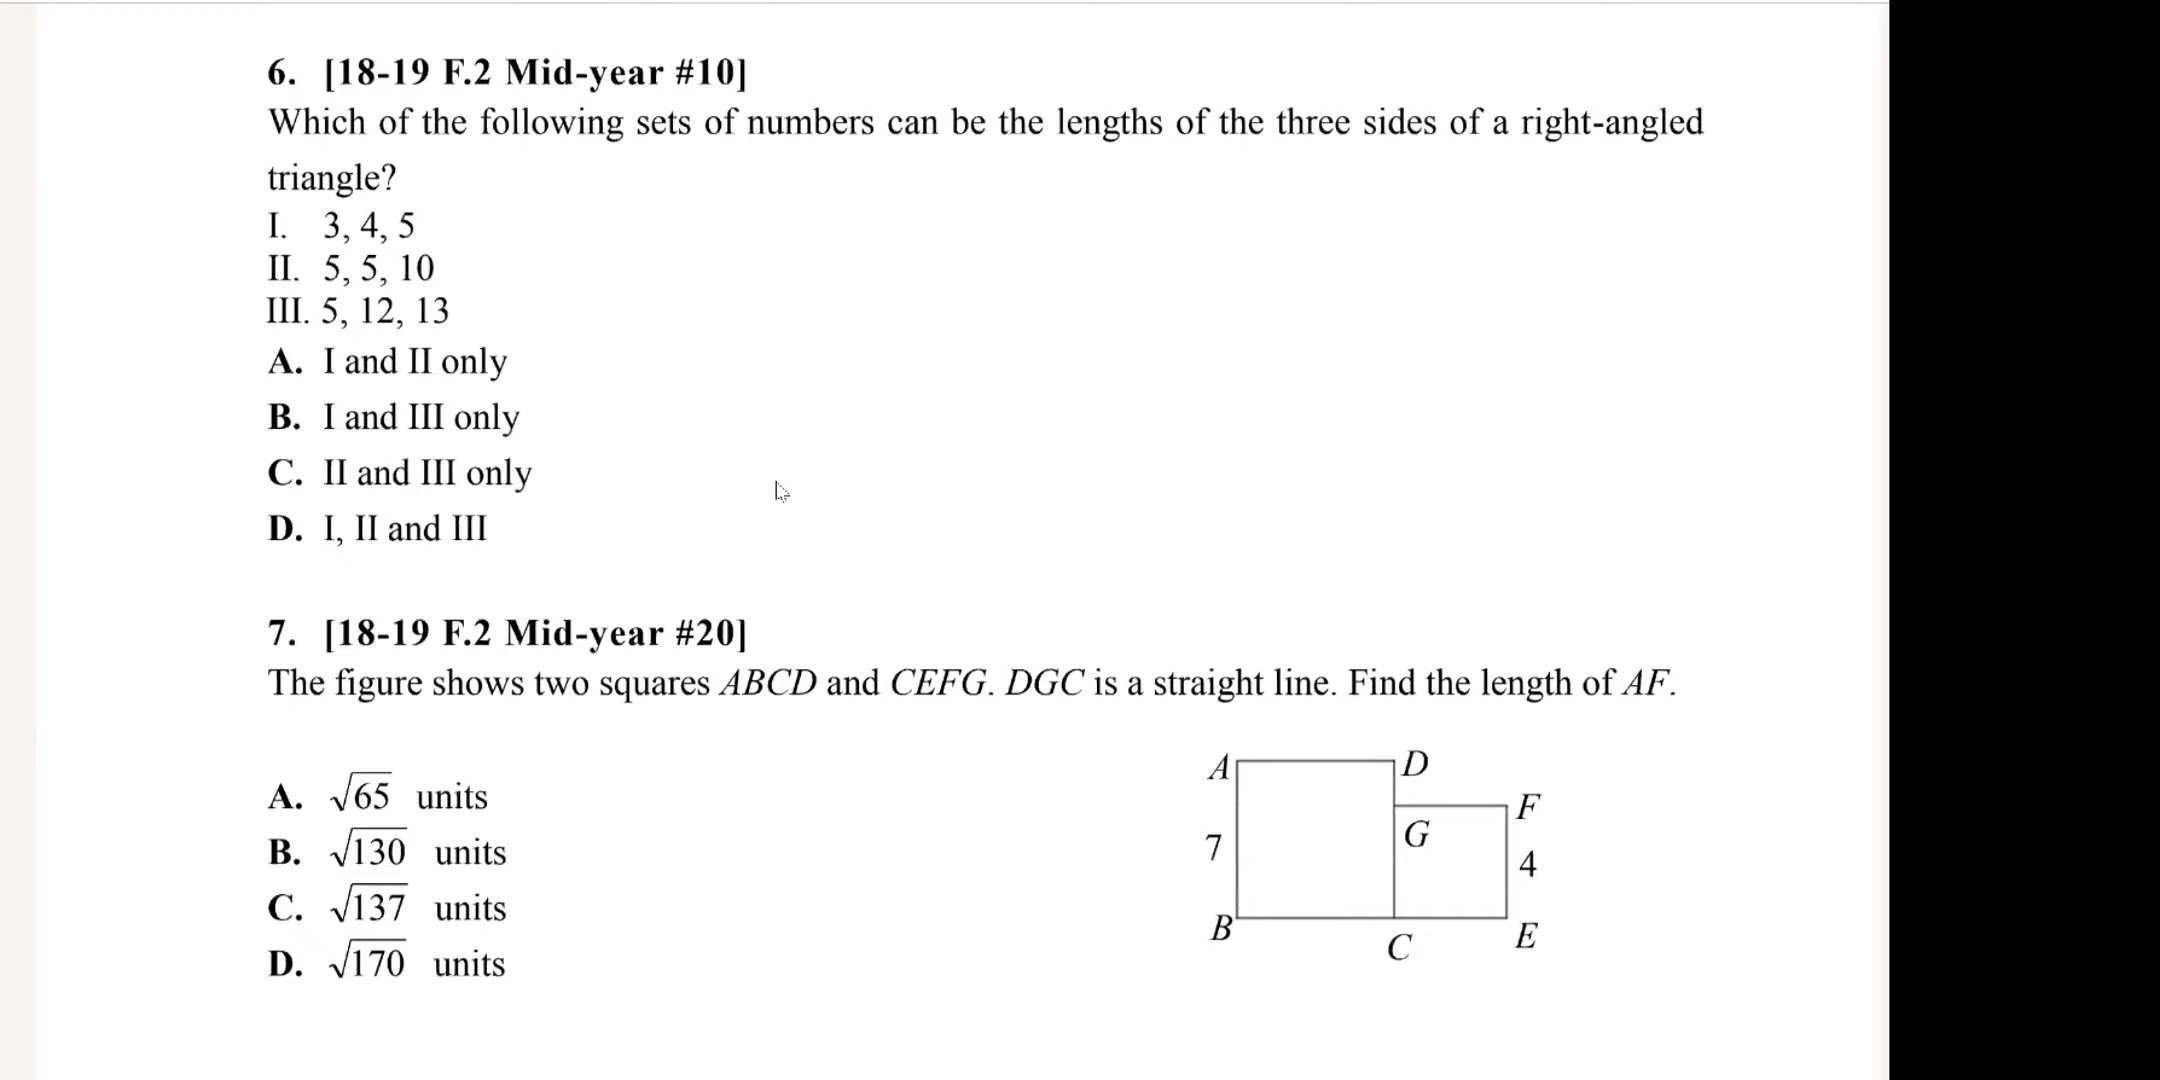 6. [18-19 F.2 Mid-year #10]
Which of the following sets of numbers can be the lengths of the three sides of a right-angled
triangle?
I. 3, 4, 5
II. 5, 5, 10
III. 5, 12, 13
A. I and II only
B. I and III only
C. II and III only
D. I, II and III
7. [18-19 F.2 Mid-year #20]
The figure shows two squares ABCD and CEFG. DGC is a straight line. Find the length of AF.
A. √65 units
B. √130 units
C. √137 units
D. √170 units
A D
F
G
7 4
B C E